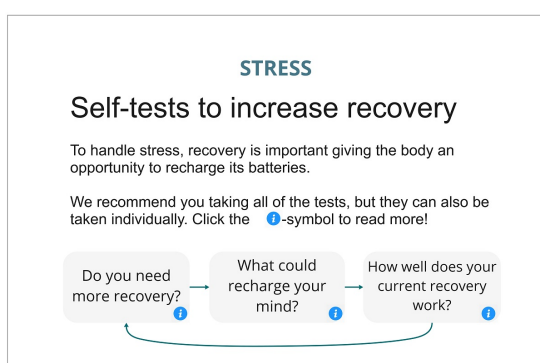 STRESS
Self-tests to increase recovery
To handle stress, recovery is important giving the body an
opportunity to recharge its batteries.
We recommend you taking all of the tests, but they can also be
taken individually. Click the i-symbol to read more!
Do you need
more recovery?
i
What could
recharge your
mind?
i
How well does your
current recovery
work?
i